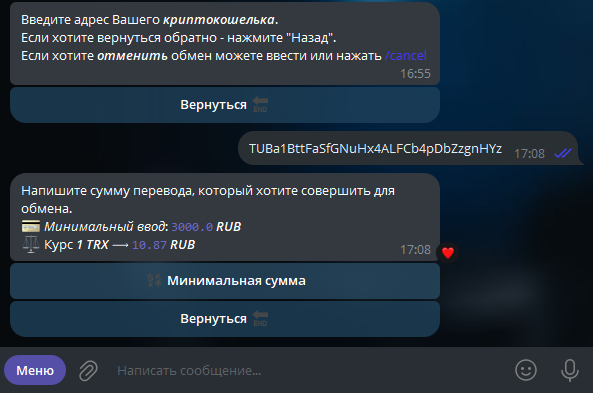 Введите адрес Вашего криптокошелька.
Если хотите вернуться обратно - нажмите "Назад".
Если хотите отменить обмен можете ввести или нажать /cancel
16:55
Вернуться 🔚
TUBa1BttFaSfGNuHx4ALFCb4pDbZzgnHYz 17:08
Напишите сумму перевода, который хотите совершить для
обмена.
💳 Минимальный ввод: 3000.0 RUB
⚖️ Курс 1 TRX ⟶ 10.87 RUB
17:08
Минимальная сумма
Вернуться 🔚
Меню
Написать сообщение...